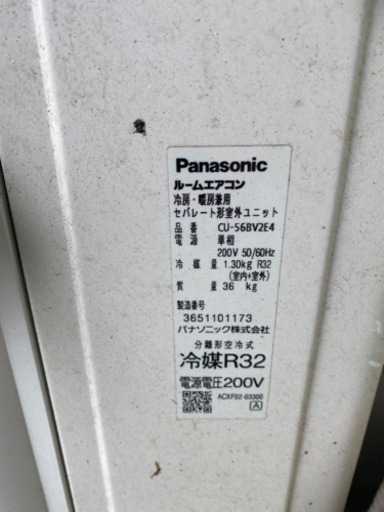 Panasonic
ルームエアコン
冷房・暖房兼用
セパレート形室外ユニット
品番 CU-56BV2E4
電源 単相
200V 50/60Hz
冷媒量 1.30kg R32
(室内+室外)
質量 36 kg
製造番号
3651101173
パナソニック株式会社
分離形空冷式
冷媒R32
電源電圧200V
ACXF02-03300
A